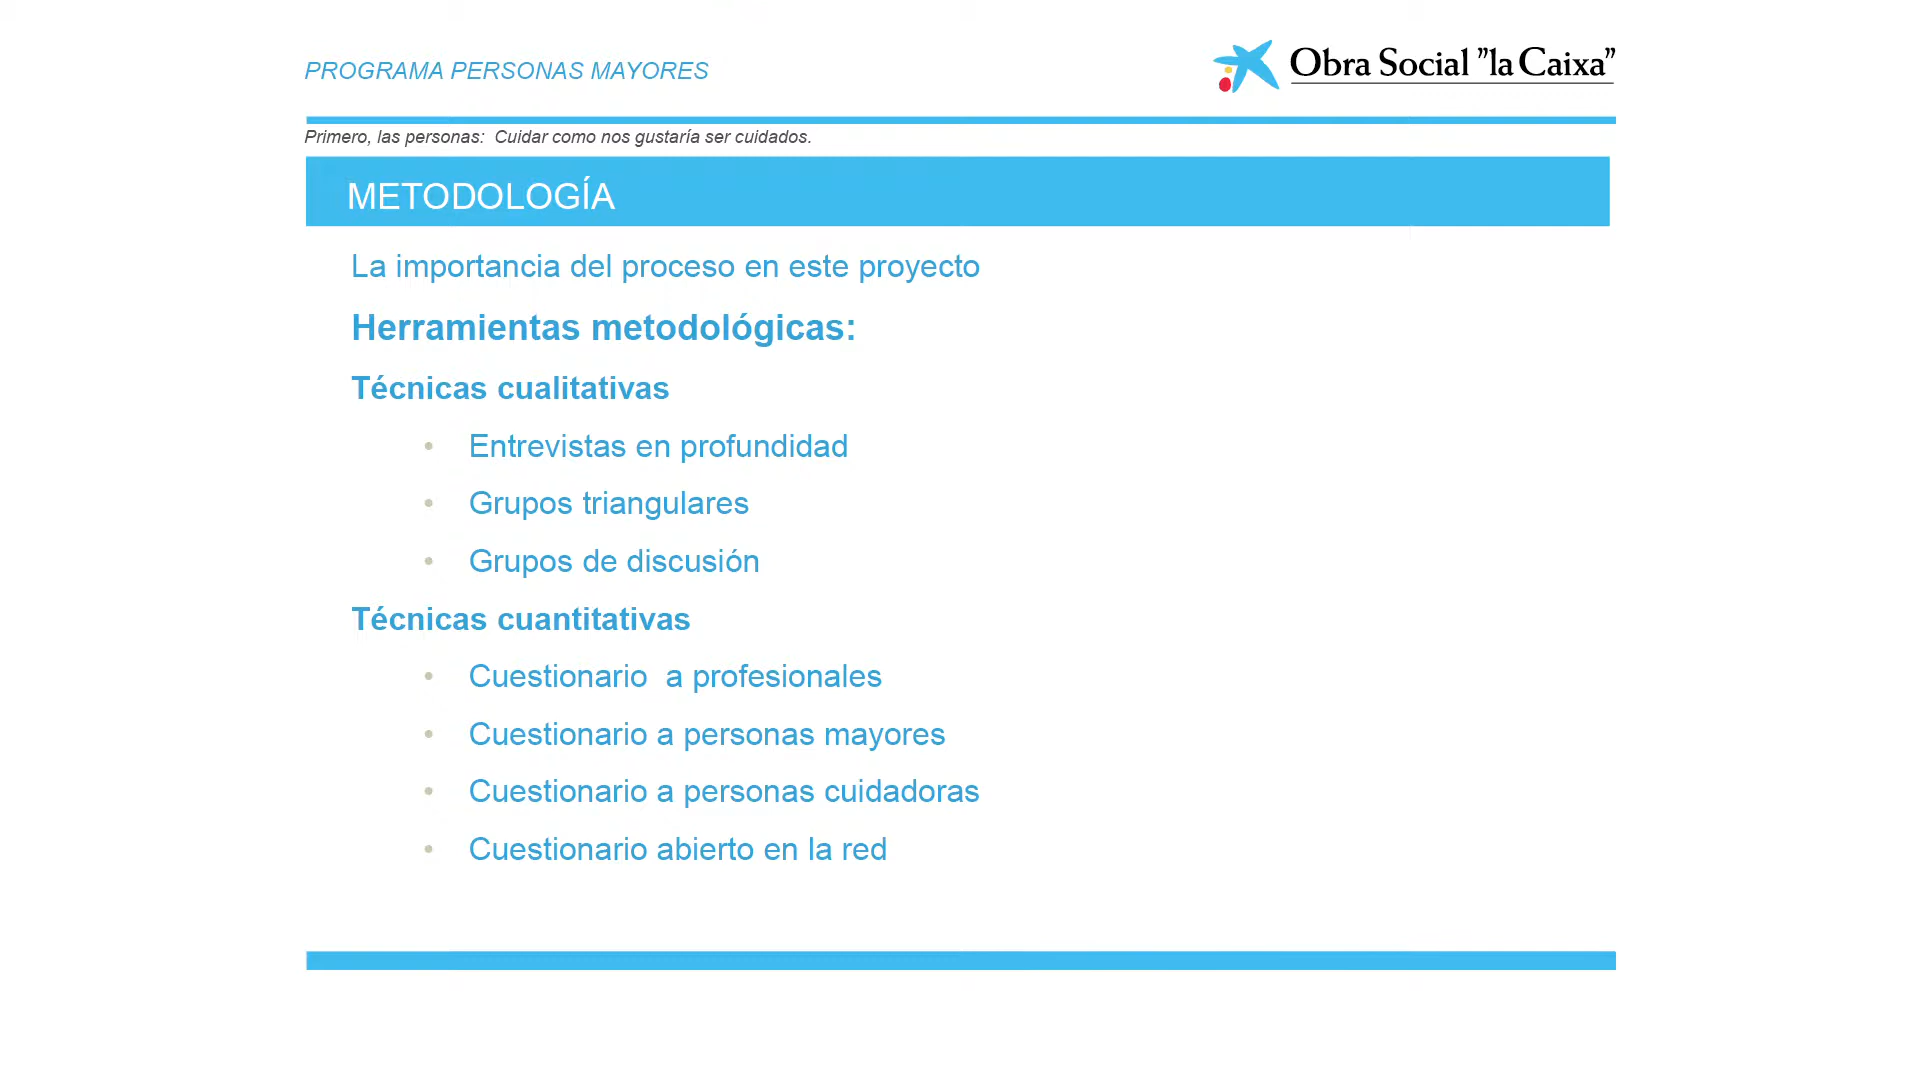 PROGRAMA PERSONAS MAYORES
Obra Social "la Caixa"
Primero, las personas:  Cuidar como nos gustaría ser cuidados.
METODOLOGÍA
La importancia del proceso en este proyecto
Herramientas metodológicas:
Técnicas cualitativas
• Entrevistas en profundidad
• Grupos triangulares
• Grupos de discusión
Técnicas cuantitativas
• Cuestionario  a profesionales
• Cuestionario a personas mayores
• Cuestionario a personas cuidadoras
• Cuestionario abierto en la red